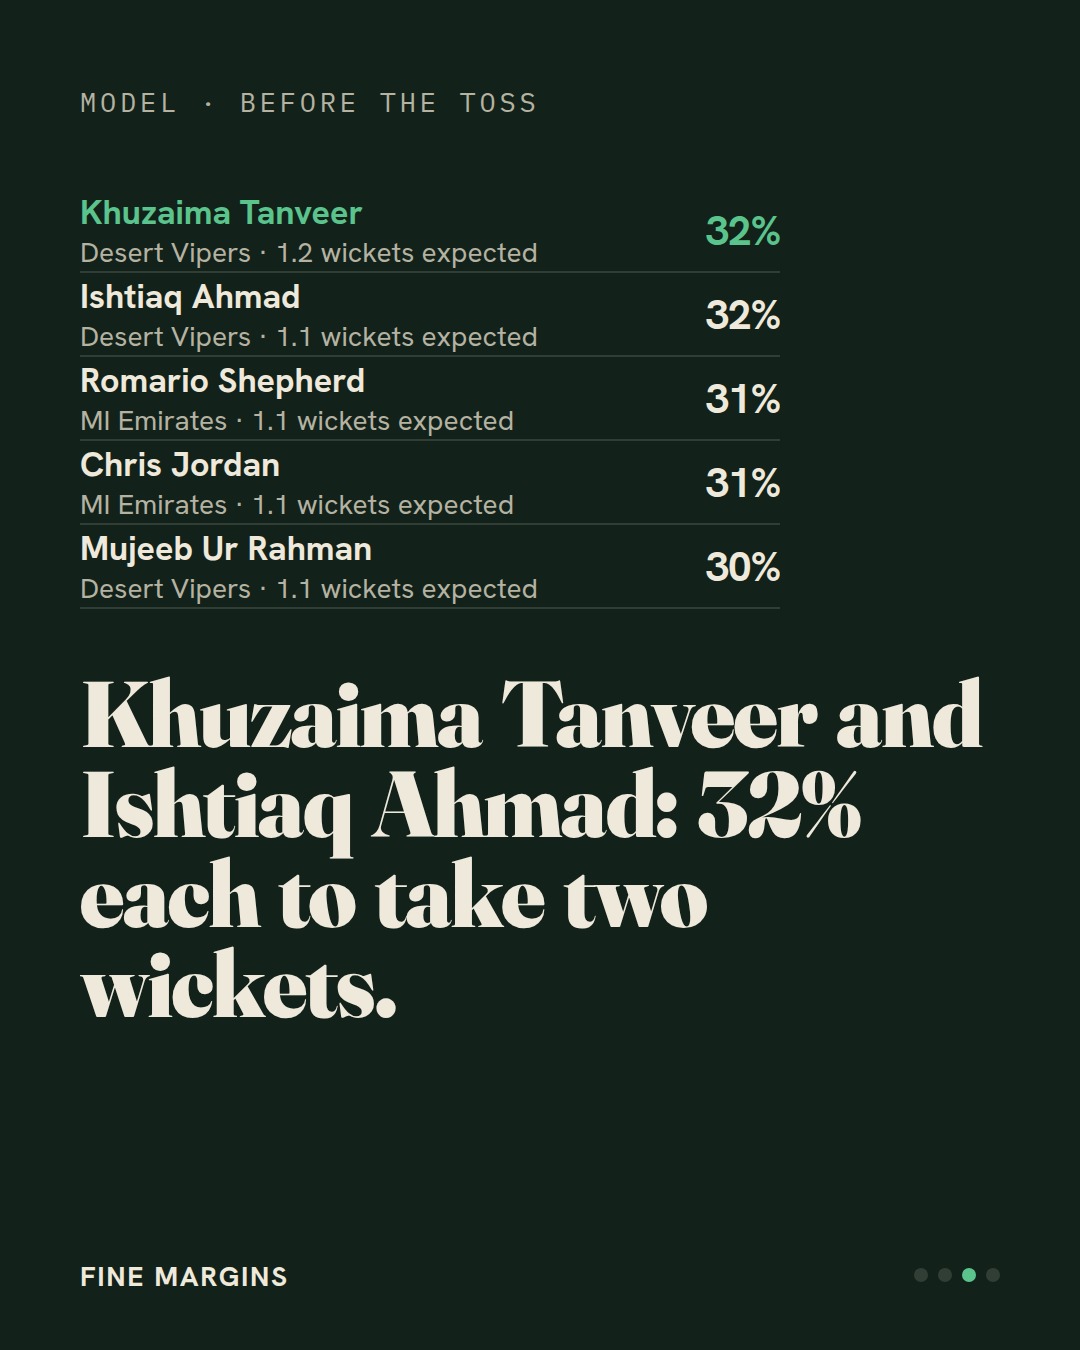 MODEL · BEFORE THE TOSS
Khuzaima Tanveer
Desert Vipers · 1.2 wickets expected
32%
Ishtiaq Ahmad
Desert Vipers · 1.1 wickets expected
32%
Romario Shepherd
MI Emirates · 1.1 wickets expected
31%
Chris Jordan
MI Emirates · 1.1 wickets expected
31%
Mujeeb Ur Rahman
Desert Vipers · 1.1 wickets expected
30%
Khuzaima Tanveer and
Ishtiaq Ahmad: 32%
each to take two
wickets.
FINE MARGINS